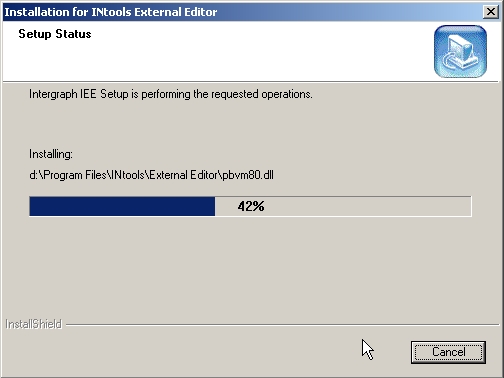 Installation for INtools External Editor
Setup Status
Intergraph IEE Setup is performing the requested operations.
Installing:
d:\Program Files\INtools\External Editor\pbvm80.dll
42%
InstallShield
Cancel